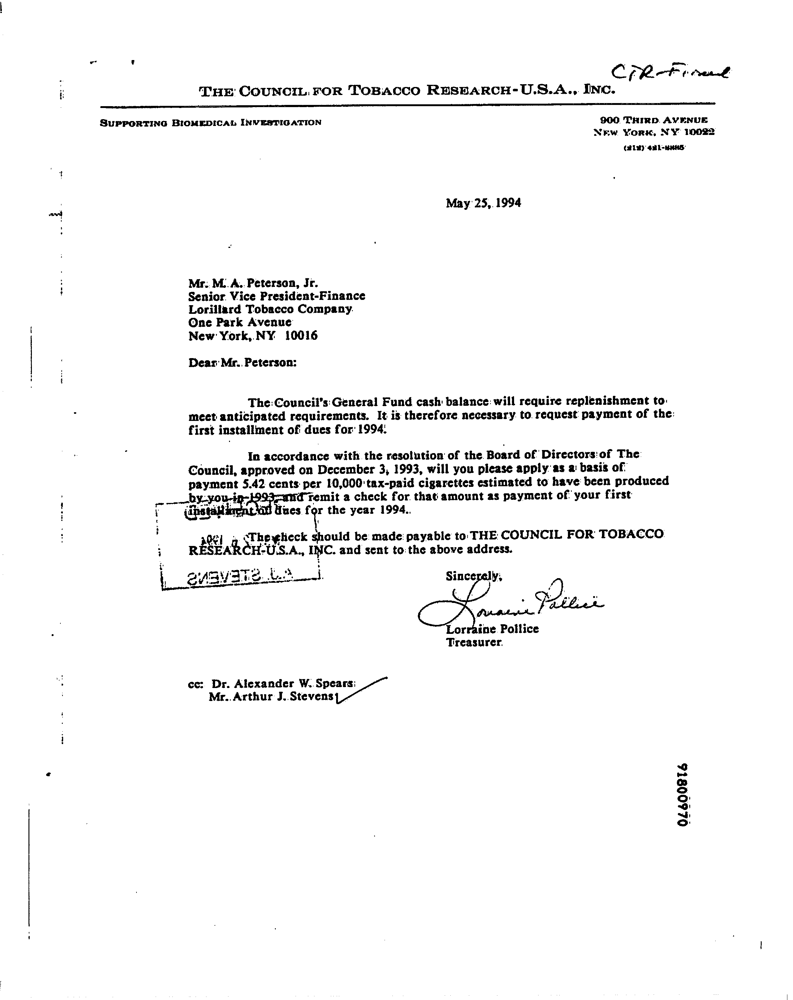 THE COUNCIL FOR TOBACCO RESEARCH-U.S.A., INC.
SUPPORTING BIOMEDICAL INVESTIGATION
900 THIRD AVENUE
NEW YORK, NY 10022
May 25, 1994
Mr. M. A. Peterson, Jr.
Senior Vice President-Finance
Lorillard Tobacco Company
One Park Avenue
New York, NY 10016
Dear Mr. Peterson:
The Council's General Fund cash balance will require replenishment to
meet anticipated requirements. It is therefore necessary to request payment of the
first installment of dues for 1994.
In accordance with the resolution of the Board of Directors of The
Council, approved on December 3, 1993, will you please apply as a basis of
payment 5.42 cents per 10,000 tax-paid cigarettes estimated to have been produced
by you in 1993, and remit a check for that amount as payment of your first
installment of dues for the year 1994.
The check should be made payable to THE COUNCIL FOR TOBACCO
RESEARCH-U.S.A., INC. and sent to the above address.
A.J. STEVENS
Sincerely,
Lorraine Pollice
Lorraine Pollice
Treasurer
cc: Dr. Alexander W. Spears
Mr. Arthur J. Stevens
91800970